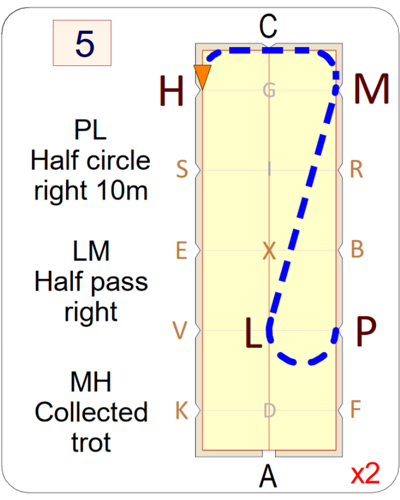 5
C
H
M
G
PL
Half circle
right 10m
S
I
R
LM
Half pass
right
E
X
B
V
L
P
MH
Collected
trot
K
D
F
A
x2